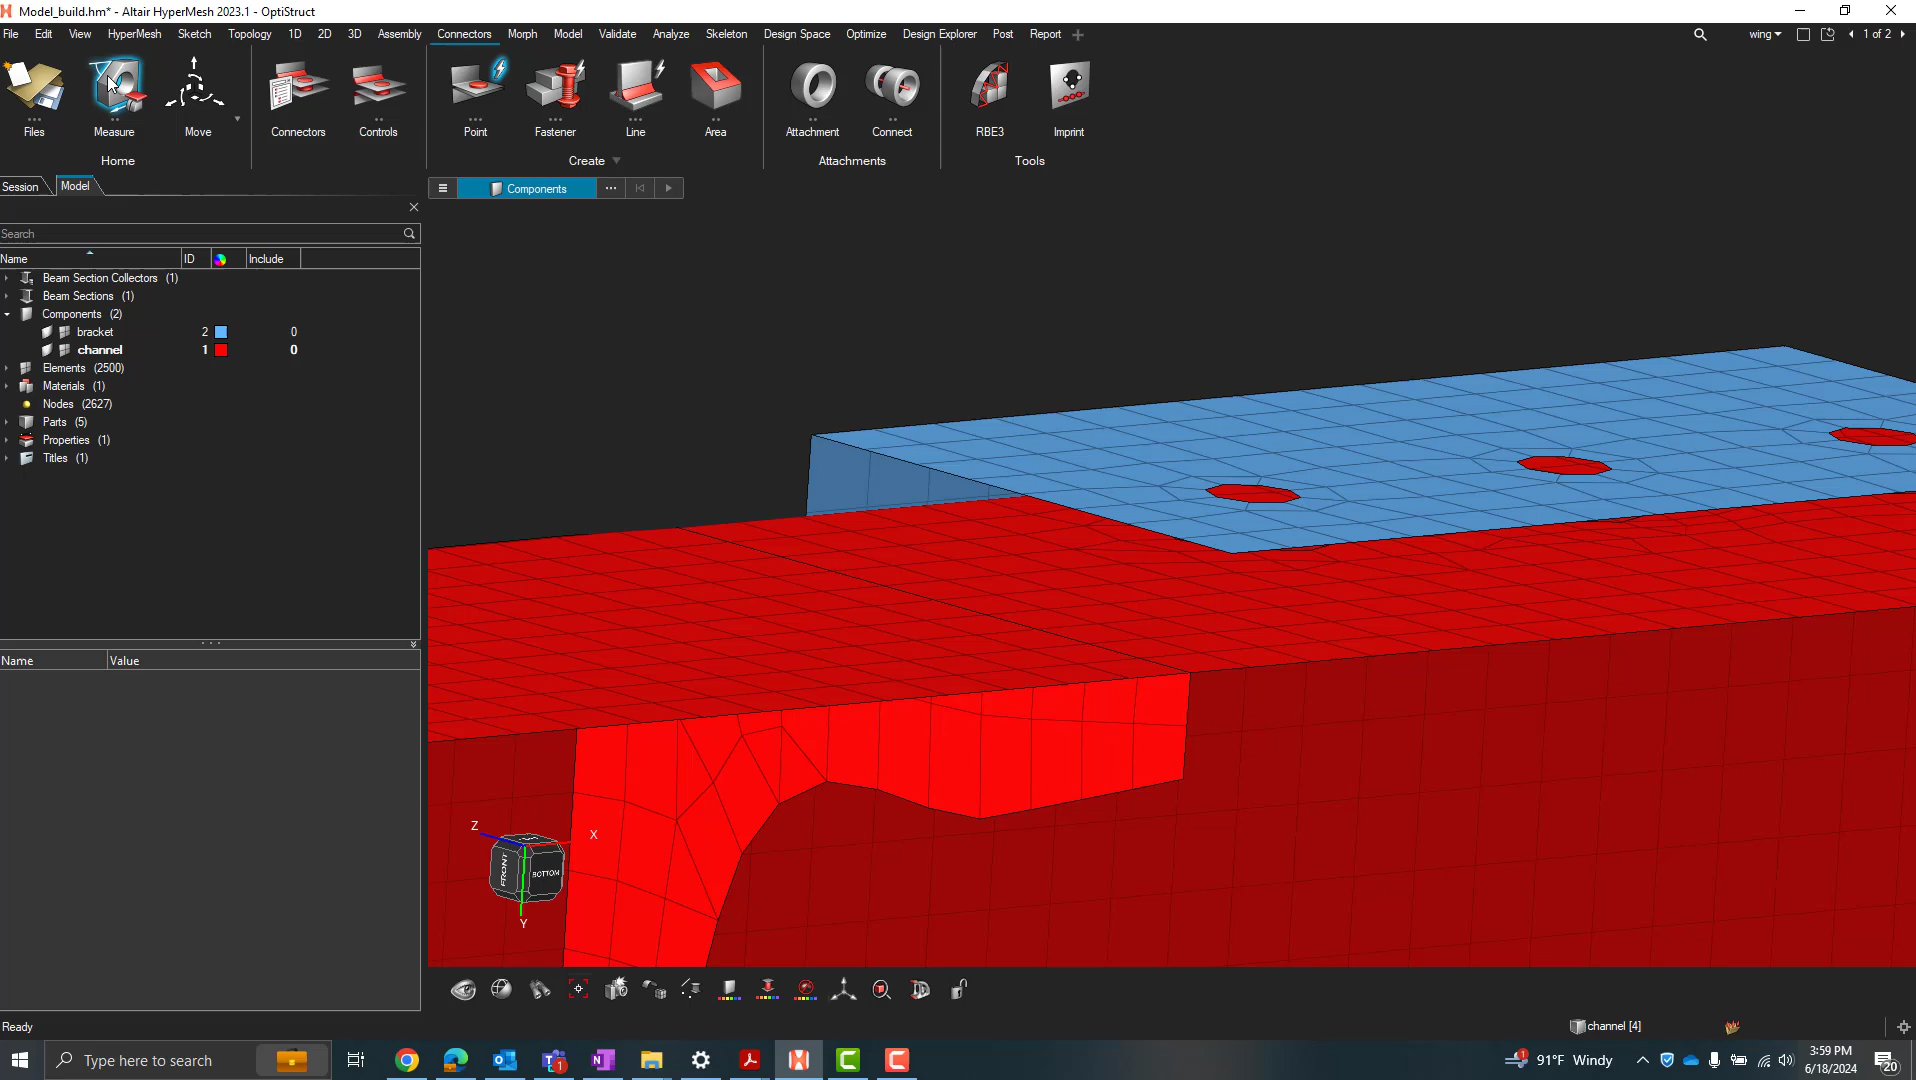 Model_build.hm* - Altair HyperMesh 2023.1 - OptiStruct
File Edit View HyperMesh Sketch Topology 1D 2D 3D Assembly Connectors Morph Model Validate Analyze Skeleton Design Space Optimize Design Explorer Post Report wing 1 of 2
Files Measure Move Connectors Controls Point Fastener Line Area Attachment Connect RBE3 Imprint
Home Create Attachments Tools
Session Model
Components
Search
Name ID Include
Beam Section Collectors (1)
Beam Sections (1)
Components (2)
bracket 2 0
channel 1 0
Elements (2500)
Materials (1)
Nodes (2627)
Parts (5)
Properties (1)
Titles (1)
Name Value
Z X
FRONT BOTTOM
Y
Ready
channel [4]
Type here to search
91°F Windy
3:59 PM
6/18/2024
20